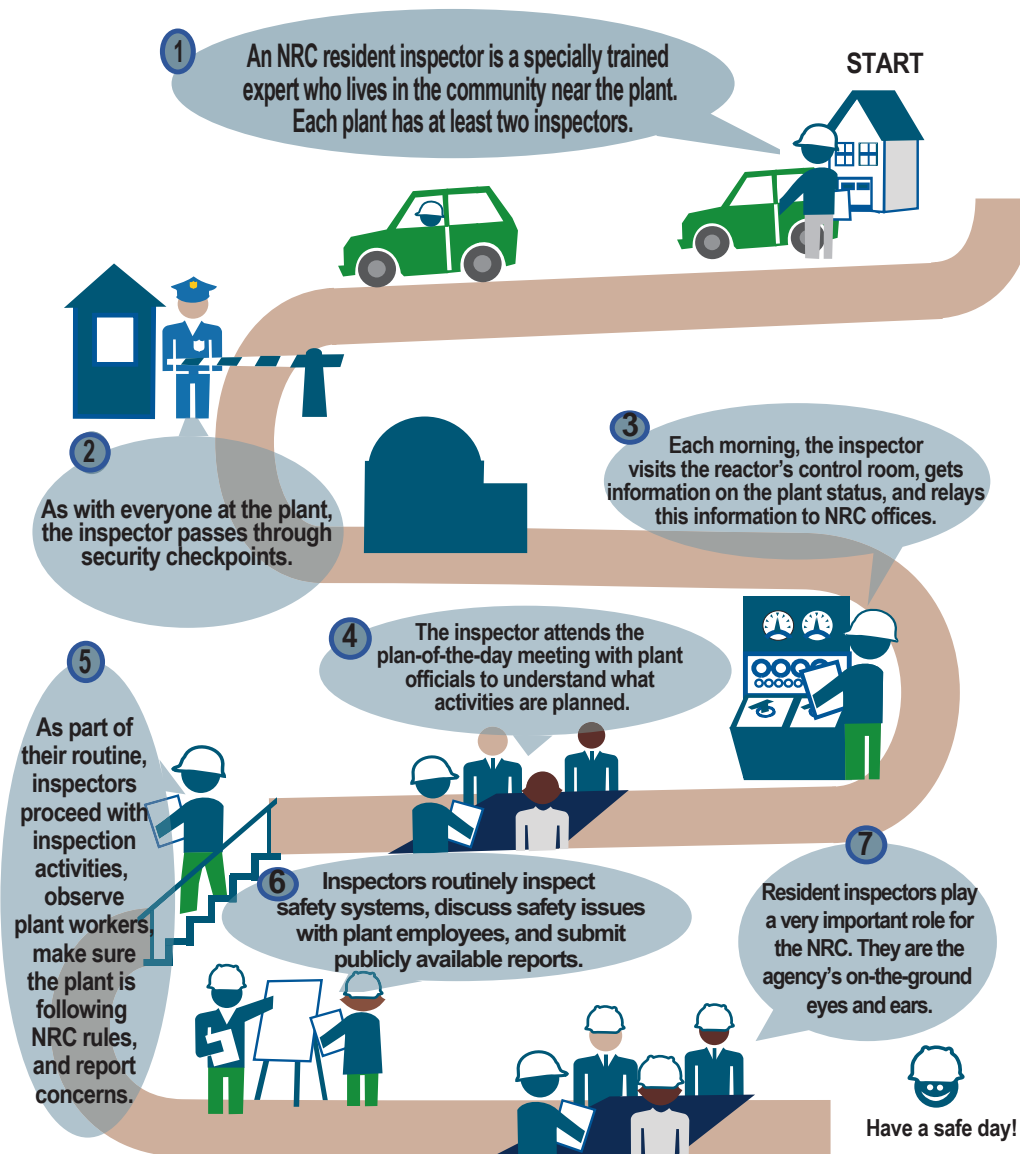 START
1
An NRC resident inspector is a specially trained
expert who lives in the community near the plant.
Each plant has at least two inspectors.
2
As with everyone at the plant,
the inspector passes through
security checkpoints.
3
Each morning, the inspector
visits the reactor’s control room, gets
information on the plant status, and relays
this information to NRC offices.
4
The inspector attends the
plan-of-the-day meeting with plant
officials to understand what
activities are planned.
5
As part of
their routine,
inspectors
proceed with
inspection
activities,
observe
plant workers,
make sure
the plant is
following
NRC rules,
and report
concerns.
6
Inspectors routinely inspect
safety systems, discuss safety issues
with plant employees, and submit
publicly available reports.
7
Resident inspectors play
a very important role for
the NRC. They are the
agency’s on-the-ground
eyes and ears.
Have a safe day!